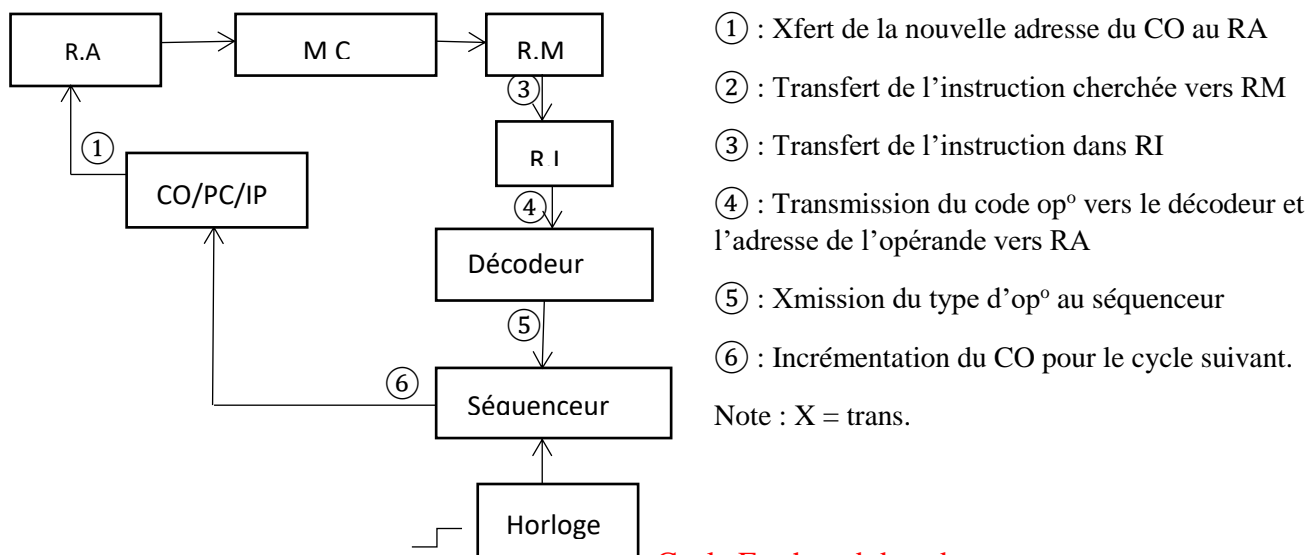 R.A
M C
R.M
③
R.I
①
CO/PC/IP
④
Décodeur
⑤
⑥
Séquenceur
Horloge
① : Xfert de la nouvelle adresse du CO au RA
② : Transfert de l’instruction cherchée vers RM
③ : Transfert de l’instruction dans RI
④ : Transmission du code opº vers le décodeur et
l’adresse de l’opérande vers RA
⑤ : Xmission du type d’opº au séquenceur
⑥ : Incrémentation du CO pour le cycle suivant.
Note : X = trans.